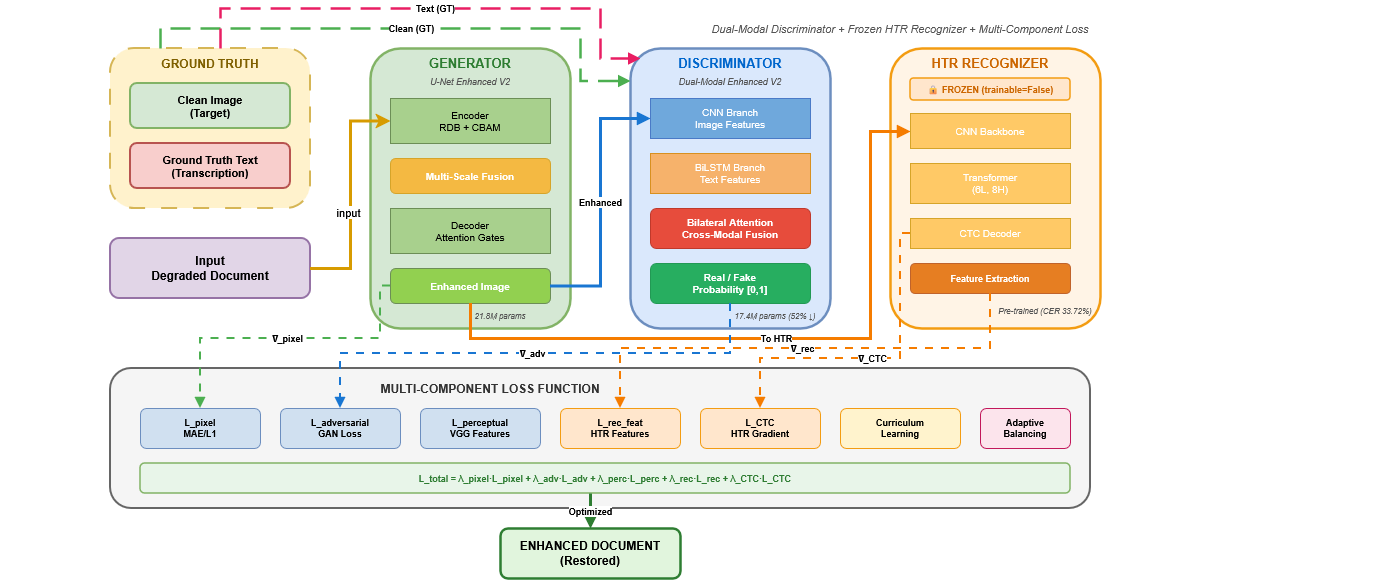 Text (GT)
Clean (GT)
Dual-Modal Discriminator + Frozen HTR Recognizer + Multi-Component Loss
GROUND TRUTH
Clean Image
(Target)
Ground Truth Text
(Transcription)
Input
Degraded Document
input
GENERATOR
U-Net Enhanced V2
Encoder
RDB + CBAM
Multi-Scale Fusion
Decoder
Attention Gates
Enhanced Image
21.8M params
Enhanced
DISCRIMINATOR
Dual-Modal Enhanced V2
CNN Branch
Image Features
BiLSTM Branch
Text Features
Bilateral Attention
Cross-Modal Fusion
Real / Fake
Probability [0,1]
17.4M params (52% ↓)
HTR RECOGNIZER
🔒 FROZEN (trainable=False)
CNN Backbone
Transformer
(6L, 8H)
CTC Decoder
Feature Extraction
Pre-trained (CER 33.72%)
To HTR
∇_pixel
∇_adv
∇_rec
∇_CTC
MULTI-COMPONENT LOSS FUNCTION
L_pixel
MAE/L1
L_adversarial
GAN Loss
L_perceptual
VGG Features
L_rec_feat
HTR Features
L_CTC
HTR Gradient
Curriculum
Learning
Adaptive
Balancing
L_total = λ_pixel·L_pixel + λ_adv·L_adv + λ_perc·L_perc + λ_rec·L_rec + λ_CTC·L_CTC
Optimized
ENHANCED DOCUMENT
(Restored)